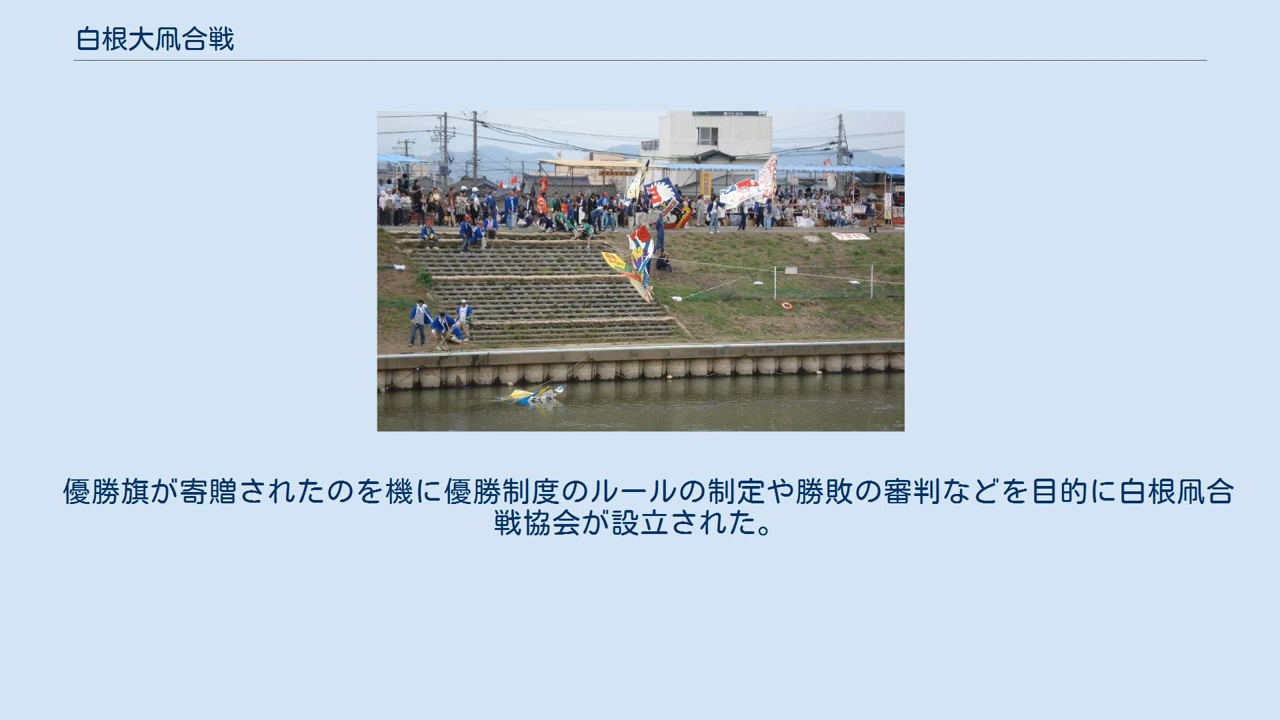 白根大凧合戦
優勝旗が寄贈されたのを機に優勝制度のルールの制定や勝敗の審判などを目的に白根凧合
戦協会が設立された。